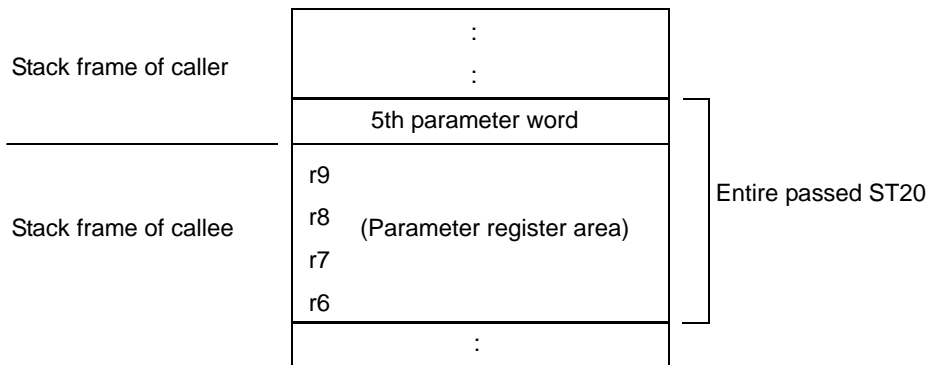 :
Stack frame of caller
:
5th parameter word
r9
Entire passed ST20
Stack frame of callee
r8
(Parameter register area)
r7
r6
: